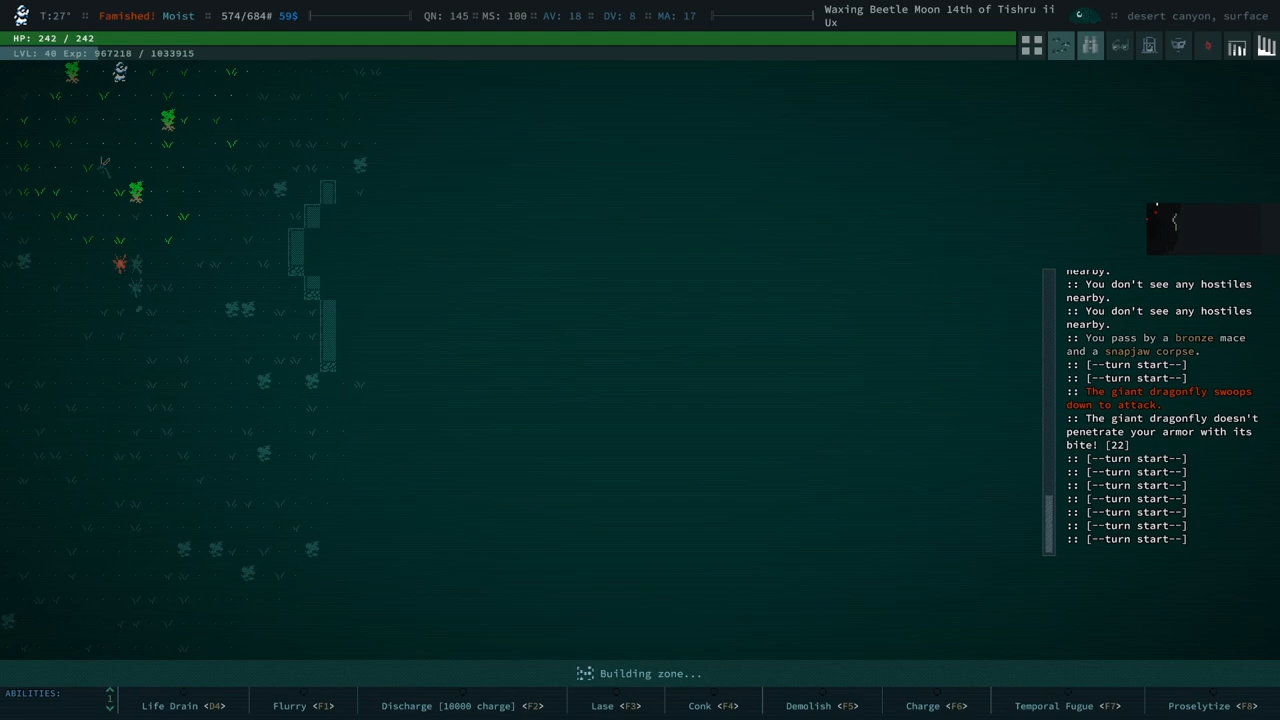 T:27° Famished! Moist 574/684# 59$ QN: 145 MS: 100 AV: 18 DV: 8 MA: 17 Waxing Beetle Moon 14th of Tishru ii Ux desert canyon, surface
HP: 242 / 242
LVL: 40 Exp: 967218 / 1033915
nearby.
:: You don't see any hostiles
nearby.
:: You don't see any hostiles
nearby.
:: You pass by a bronze mace
and a snapjaw corpse.
:: [--turn start--]
:: [--turn start--]
:: The giant dragonfly swoops
down to attack.
:: The giant dragonfly doesn't
penetrate your armor with its
bite! [22]
:: [--turn start--]
:: [--turn start--]
:: [--turn start--]
:: [--turn start--]
:: [--turn start--]
:: [--turn start--]
:: [--turn start--]
Building zone...
ABILITIES: 1 Life Drain <D4> Flurry <F1> Discharge [10000 charge] <F2> Lase <F3> Conk <F4> Demolish <F5> Charge <F6> Temporal Fugue <F7> Proselytize <F8>